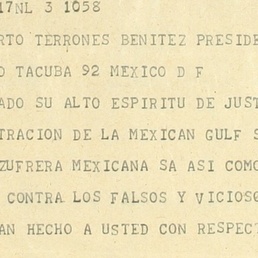 17NL 3 1058
RTO TERRONES BENITEZ PRESIDE
O TACUBA 92 MEXICO D F
ADO SU ALTO ESPIRITU DE JUST
TRACION DE LA MEXICAN GULF S
ZUFRERA MEXICANA SA ASI COMO
CONTRA LOS FALSOS Y VICIOSO
AN HECHO A USTED CON RESPECT